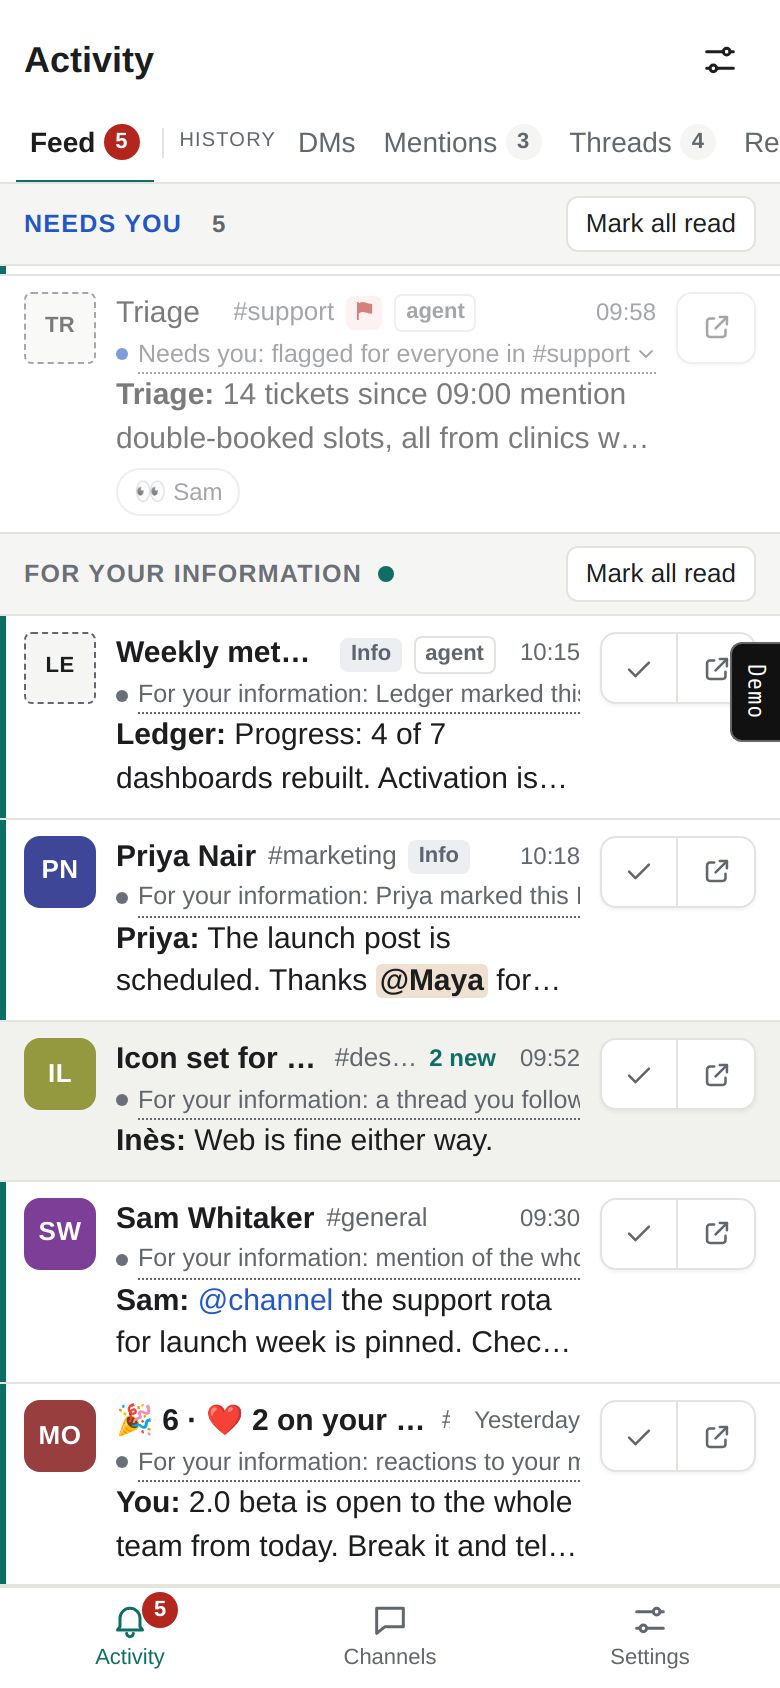 Activity
Feed 5 HISTORY DMs Mentions 3 Threads 4 Re
NEEDS YOU 5 Mark all read
TR Triage #support agent 09:58
Needs you: flagged for everyone in #support
Triage: 14 tickets since 09:00 mention
double-booked slots, all from clinics w…
👀 Sam
FOR YOUR INFORMATION Mark all read
LE Weekly met… Info agent 10:15
For your information: Ledger marked this
Demo
Ledger: Progress: 4 of 7
dashboards rebuilt. Activation is…
PN Priya Nair #marketing Info 10:18
For your information: Priya marked this
Priya: The launch post is
scheduled. Thanks @Maya for…
IL Icon set for … #des… 2 new 09:52
For your information: a thread you follow
Inès: Web is fine either way.
SW Sam Whitaker #general 09:30
For your information: mention of the who
Sam: @channel the support rota
for launch week is pinned. Chec…
MO 🎉 6 · ❤️ 2 on your … # Yesterday
For your information: reactions to your m
You: 2.0 beta is open to the whole
team from today. Break it and tel…
5
Activity Channels Settings